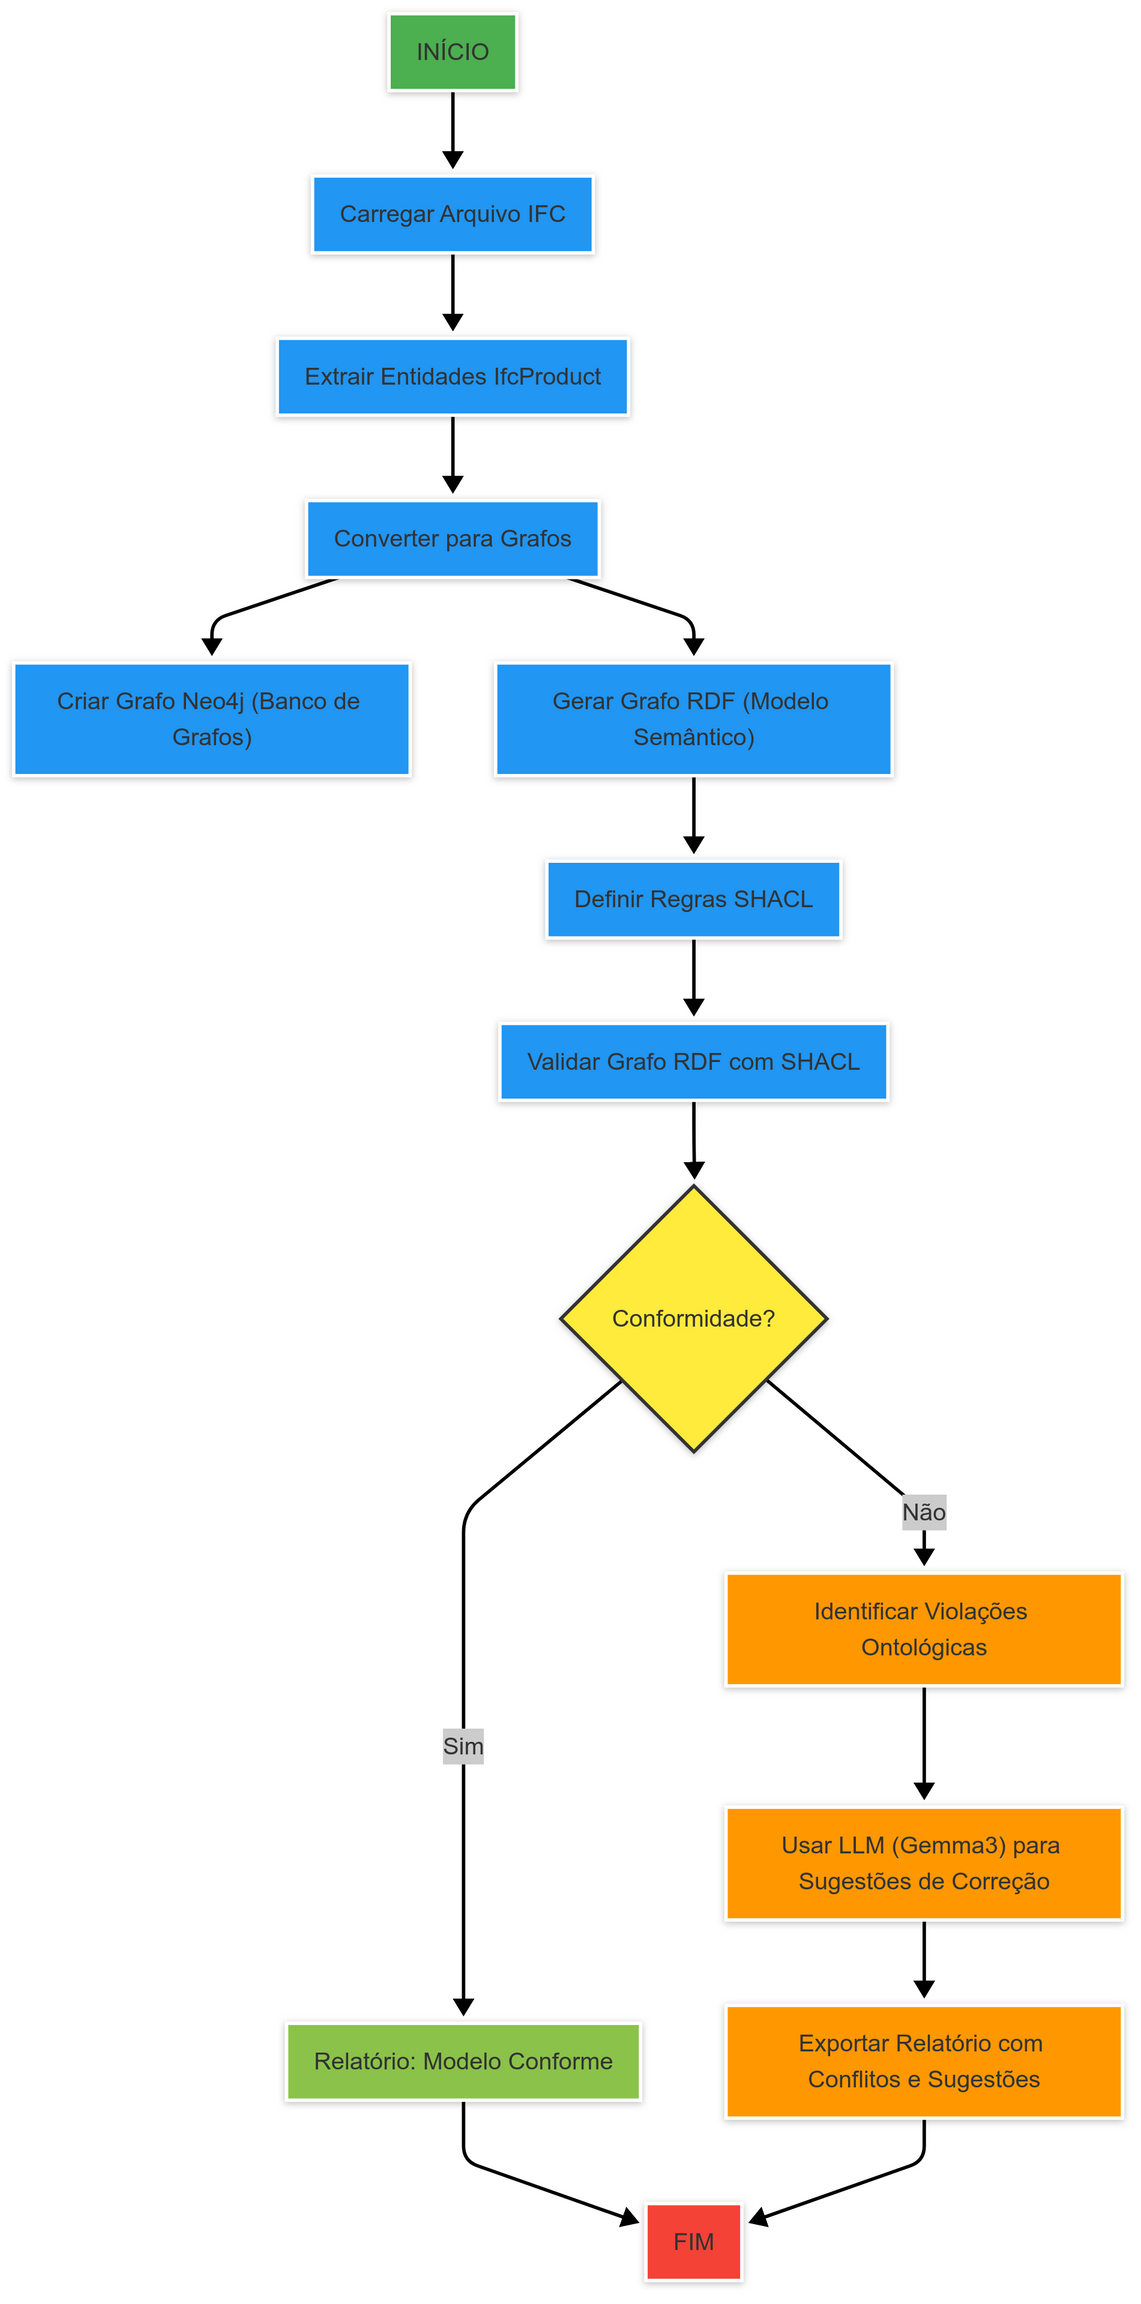 INÍCIO
Carregar Arquivo IFC
Extrair Entidades IfcProduct
Converter para Grafos
Criar Grafo Neo4j (Banco de
Grafos)
Gerar Grafo RDF (Modelo
Semântico)
Definir Regras SHACL
Validar Grafo RDF com SHACL
Conformidade?
Não
Identificar Violações
Ontológicas
Sim
Usar LLM (Gemma3) para
Sugestões de Correção
Relatório: Modelo Conforme
Exportar Relatório com
Conflitos e Sugestões
FIM